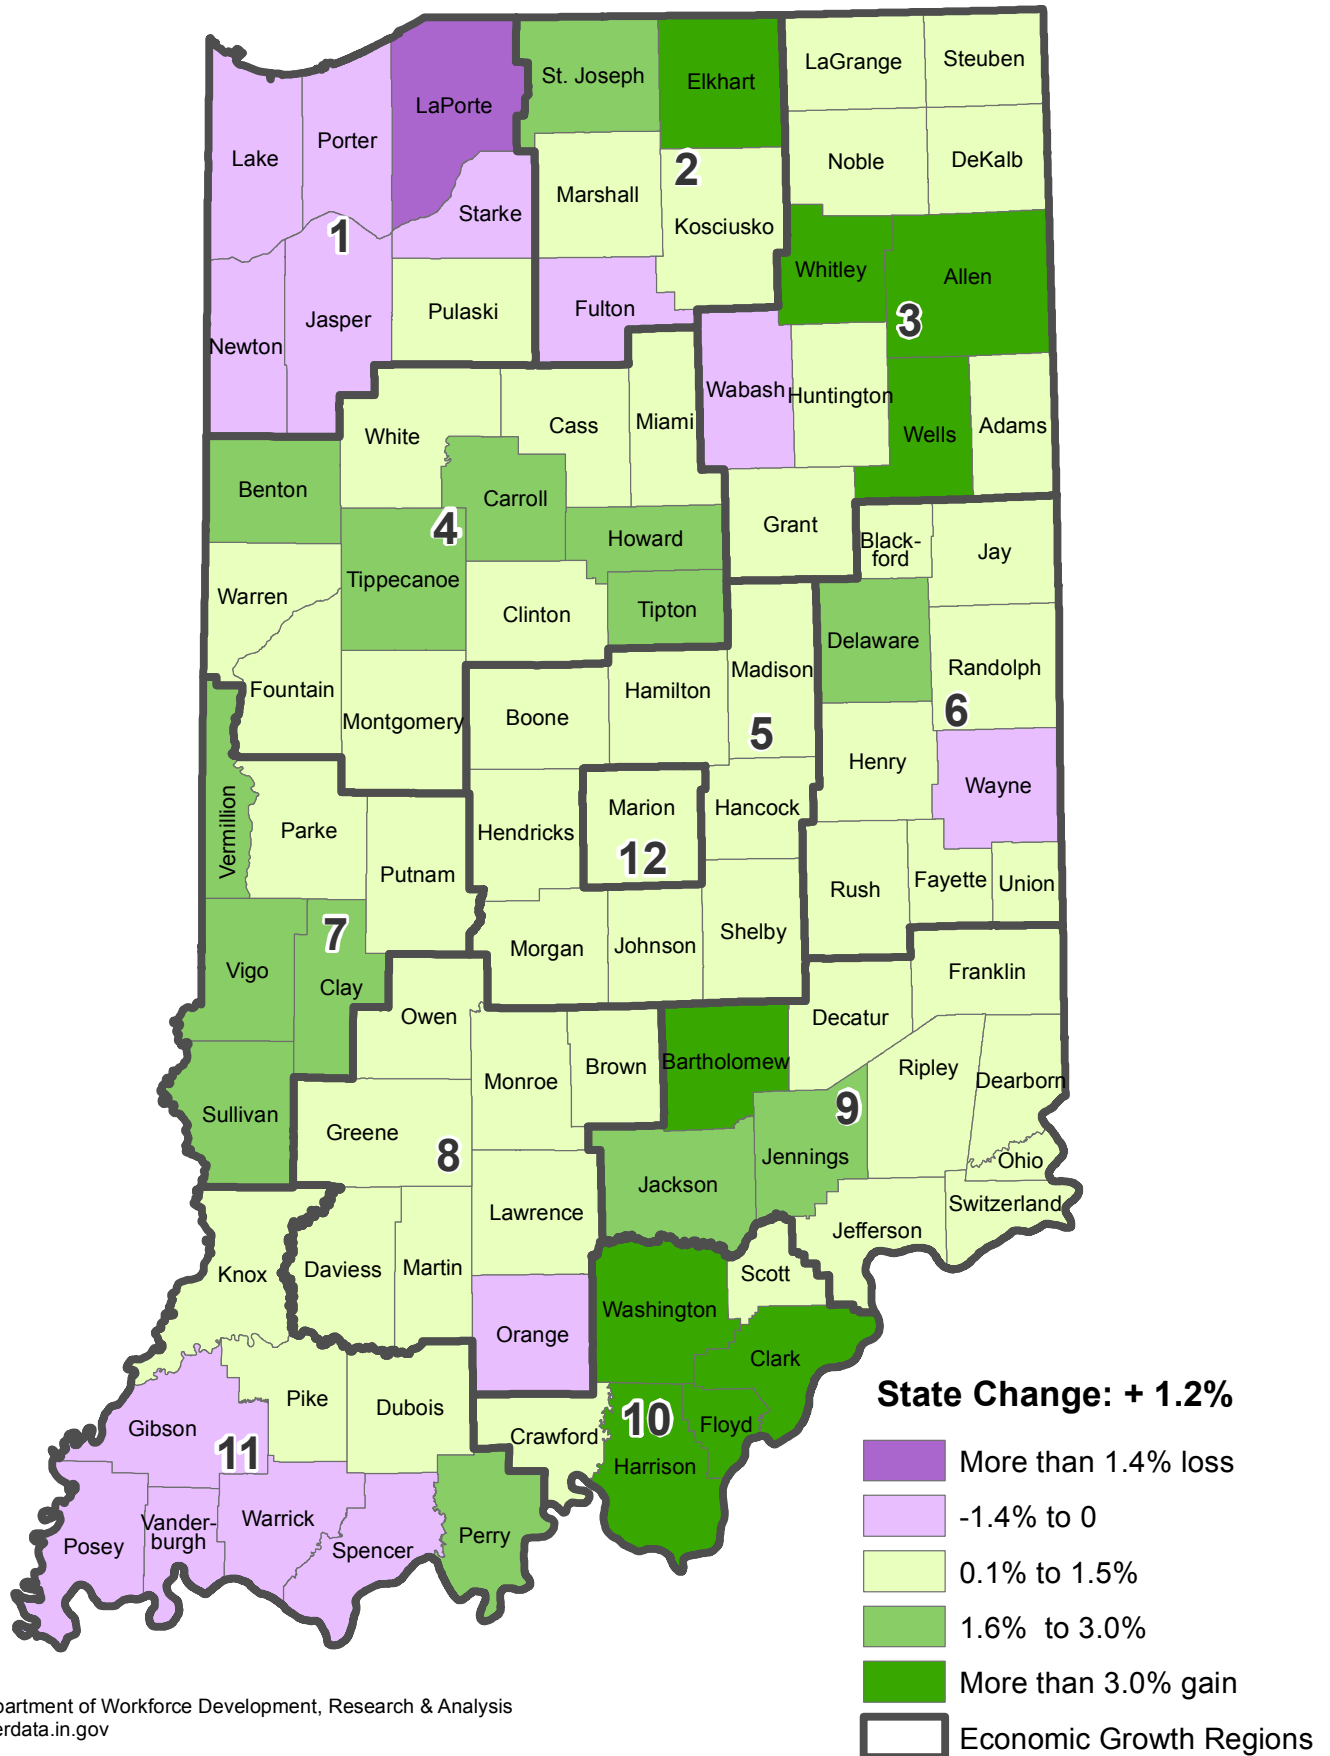 LaGrange
Steuben
St. Joseph
Elkhart
LaPorte
Porter
Lake
Noble
DeKalb
2
Marshall
Starke
Kosciusko
1
Whitley
Allen
Fulton
Pulaski
Jasper
3
Newton
Wabash
Huntington
Miami
Cass
White
Wells
Adams
Benton
Carroll
Grant
4
Howard
Black-
ford
Jay
Tippecanoe
Warren
Clinton
Tipton
Delaware
Madison
Randolph
Fountain
Hamilton
Montgomery
Boone
6
5
Henry
Wayne
Marion
Hancock
Vermillion
Parke
Hendricks
12
Putnam
Rush
Fayette
Union
7
Shelby
Morgan
Johnson
Vigo
Franklin
Clay
Owen
Decatur
Bartholomew
Brown
Ripley
Monroe
Dearborn
9
Sullivan
Greene
8
Jennings
Ohio
Jackson
Lawrence
Switzerland
Jefferson
Knox
Daviess
Martin
Scott
Washington
Orange
Clark
Pike
Dubois
Gibson
10
Floyd
Crawford
11
Harrison
Warrick
Vander-
burgh
Posey
Spencer
Perry
State Change: + 1.2%
More than 1.4% loss
-1.4% to 0
0.1% to 1.5%
1.6%  to 3.0%
More than 3.0% gain
Economic Growth Regions
partment of Workforce Development, Research & Analysis
erdata.in.gov